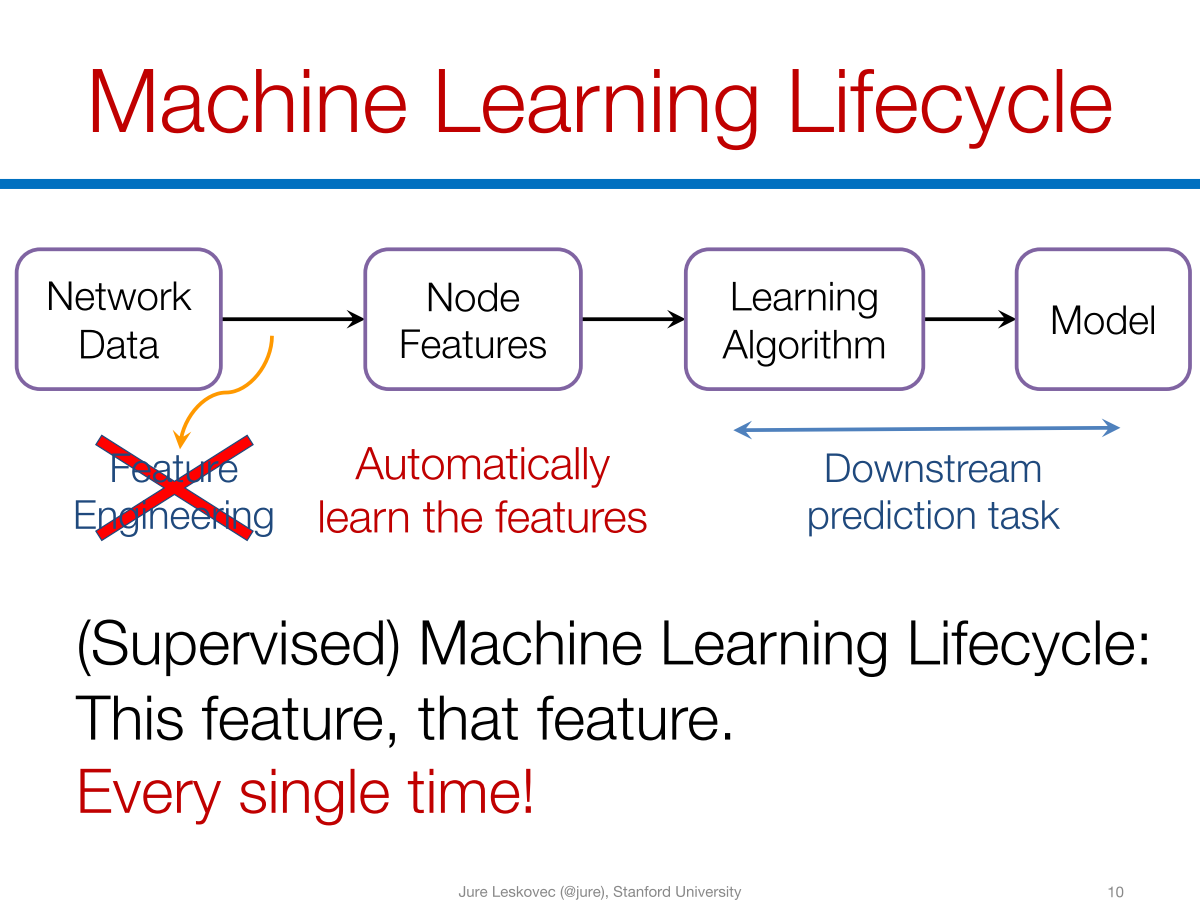 Machine Learning Lifecycle
Network
Data
Node
Features
Learning
Algorithm
Model
Feature
Engineering
Automatically
learn the features
Downstream
prediction task
(Supervised) Machine Learning Lifecycle:
This feature, that feature.
Every single time!
Jure Leskovec (@jure), Stanford University
10